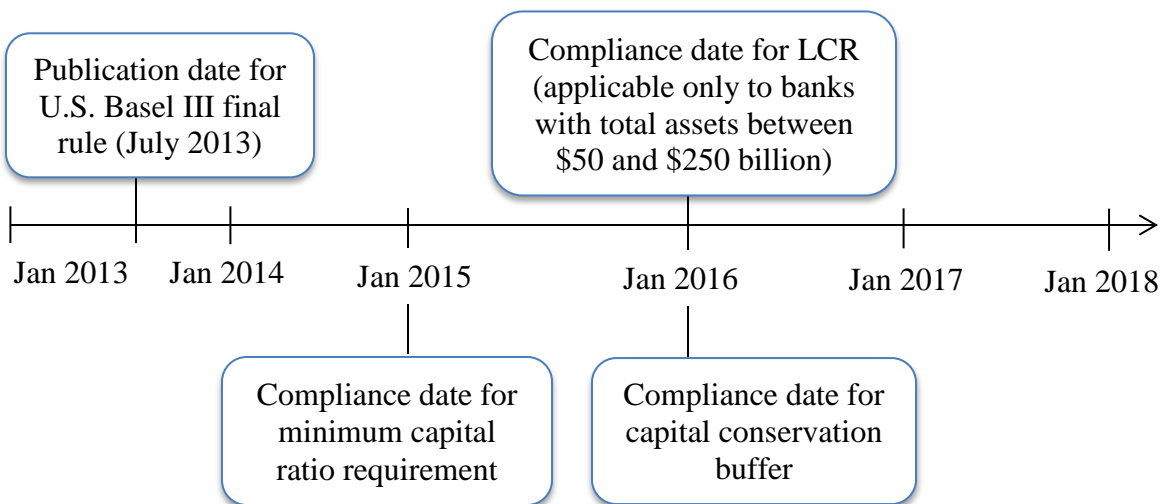 Publication date for
U.S. Basel III final
rule (July 2013)
Compliance date for LCR
(applicable only to banks
with total assets between
$50 and $250 billion)
Jan 2013
Jan 2014
Jan 2015
Jan 2016
Jan 2017
Jan 2018
Compliance date for
minimum capital
ratio requirement
Compliance date for
capital conservation
buffer